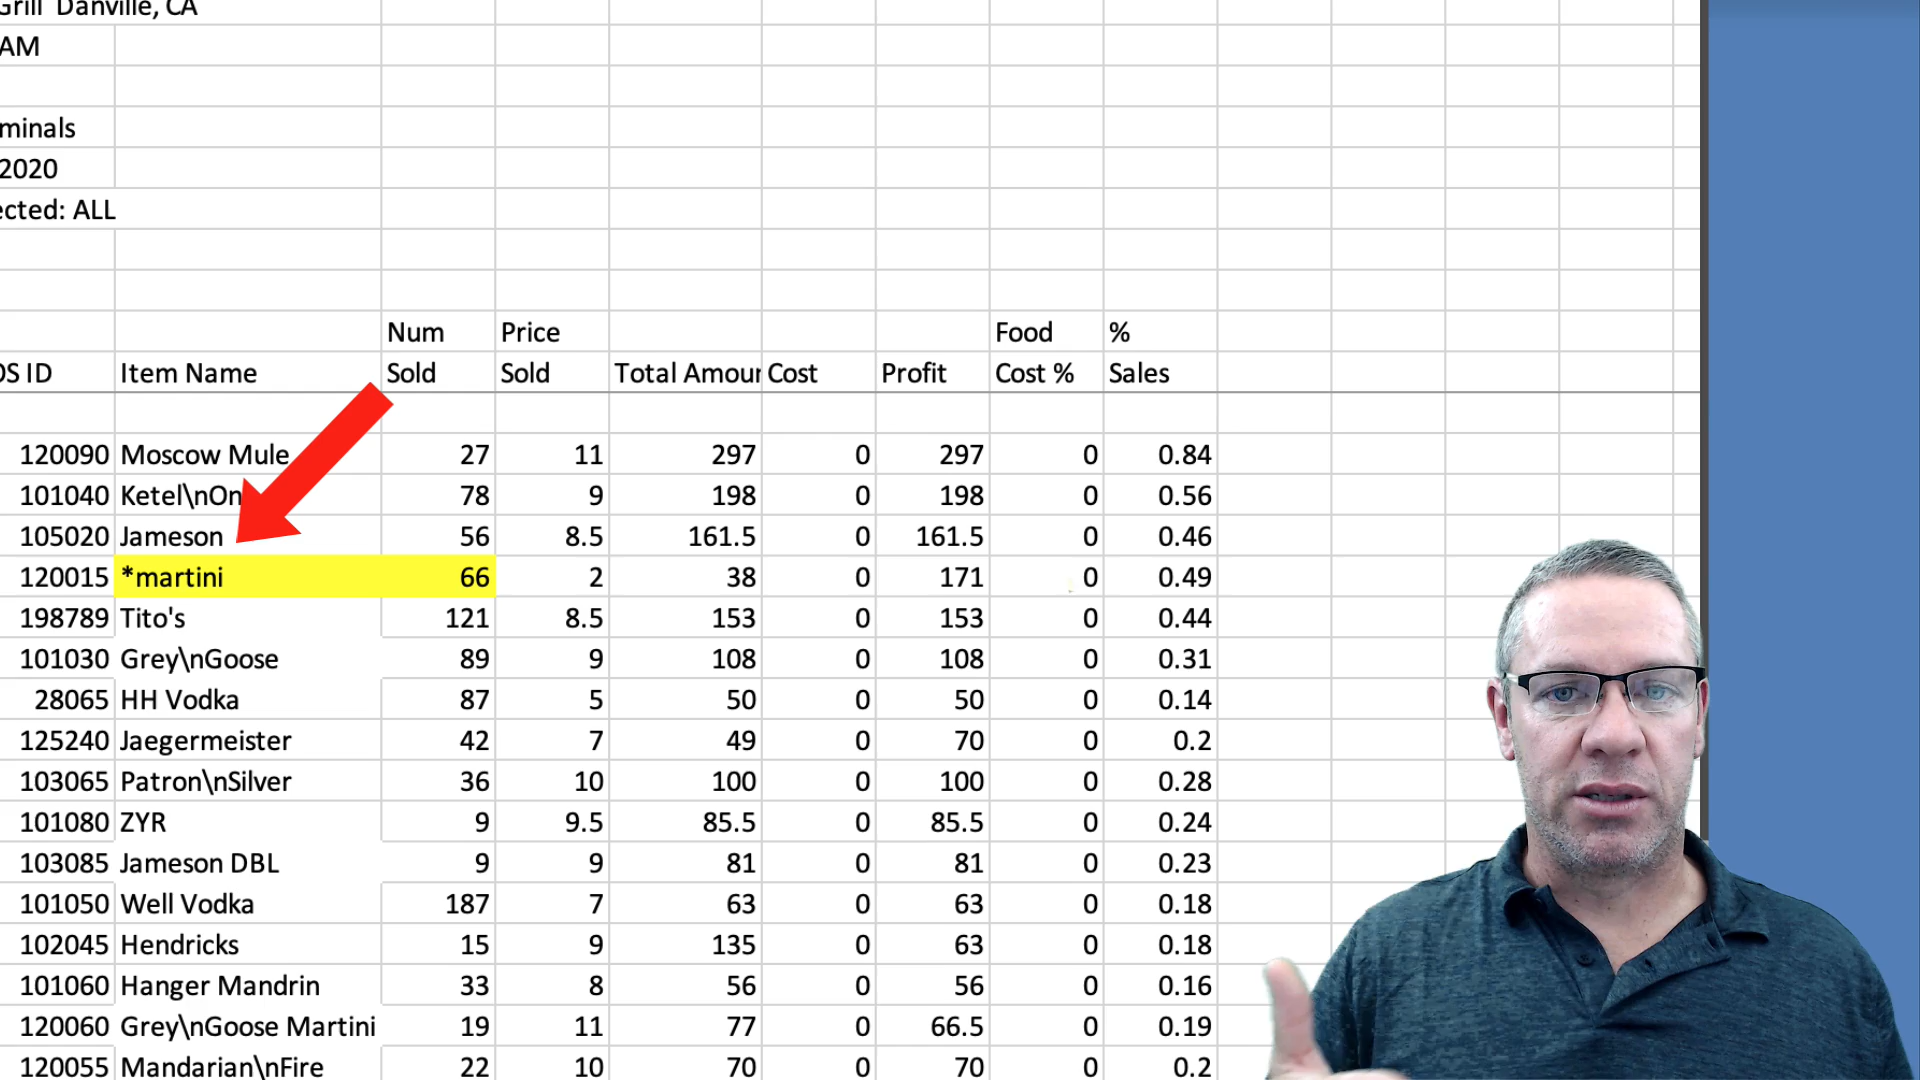 Grill Danville, CA
AM
minals
2020
ected: ALL
Num Price Food %
OS ID Item Name Sold Sold Total Amour Cost Profit Cost % Sales
120090 Moscow Mule 27 11 297 0 297 0 0.84
101040 Ketel\nOn 78 9 198 0 198 0 0.56
105020 Jameson 56 8.5 161.5 0 161.5 0 0.46
120015 *martini 66 2 38 0 171 0 0.49
198789 Tito's 121 8.5 153 0 153 0 0.44
101030 Grey\nGoose 89 9 108 0 108 0 0.31
28065 HH Vodka 87 5 50 0 50 0 0.14
125240 Jaegermeister 42 7 49 0 70 0 0.2
103065 Patron\nSilver 36 10 100 0 100 0 0.28
101080 ZYR 9 9.5 85.5 0 85.5 0 0.24
103085 Jameson DBL 9 9 81 0 81 0 0.23
101050 Well Vodka 187 7 63 0 63 0 0.18
102045 Hendricks 15 9 135 0 63 0 0.18
101060 Hanger Mandrin 33 8 56 0 56 0 0.16
120060 Grey\nGoose Martini 19 11 77 0 66.5 0 0.19
120055 Mandarian\nFire 22 10 70 0 70 0 0.2